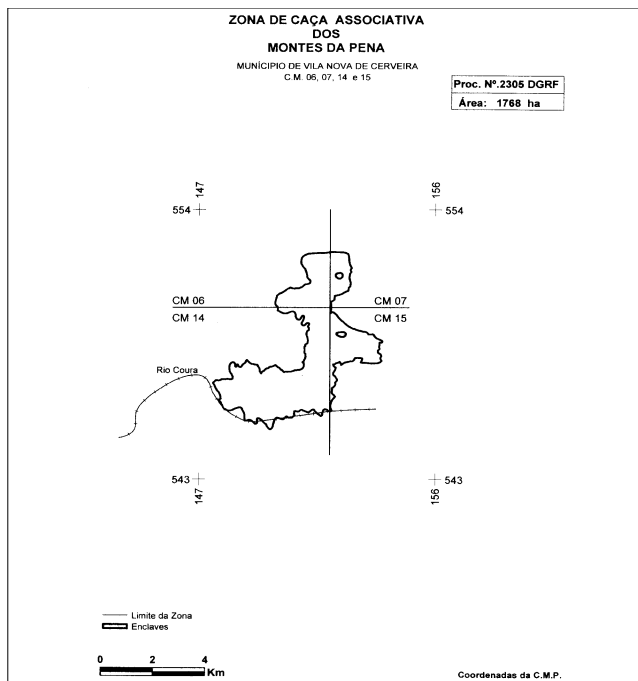 ZONA DE CAÇA ASSOCIATIVA
DOS
MONTES DA PENA
MUNÍCIPIO DE VILA NOVA DE CERVEIRA
C.M. 06, 07, 14 e 15
Proc. Nº.2305 DGRF
Área: 1768 ha
147
156
554
554
CM 06
CM 07
CM 14
CM 15
Rio Coura
543
543
147
156
Limite da Zona
Enclaves
0 2 4
Km
Coordenadas da C.M.P.